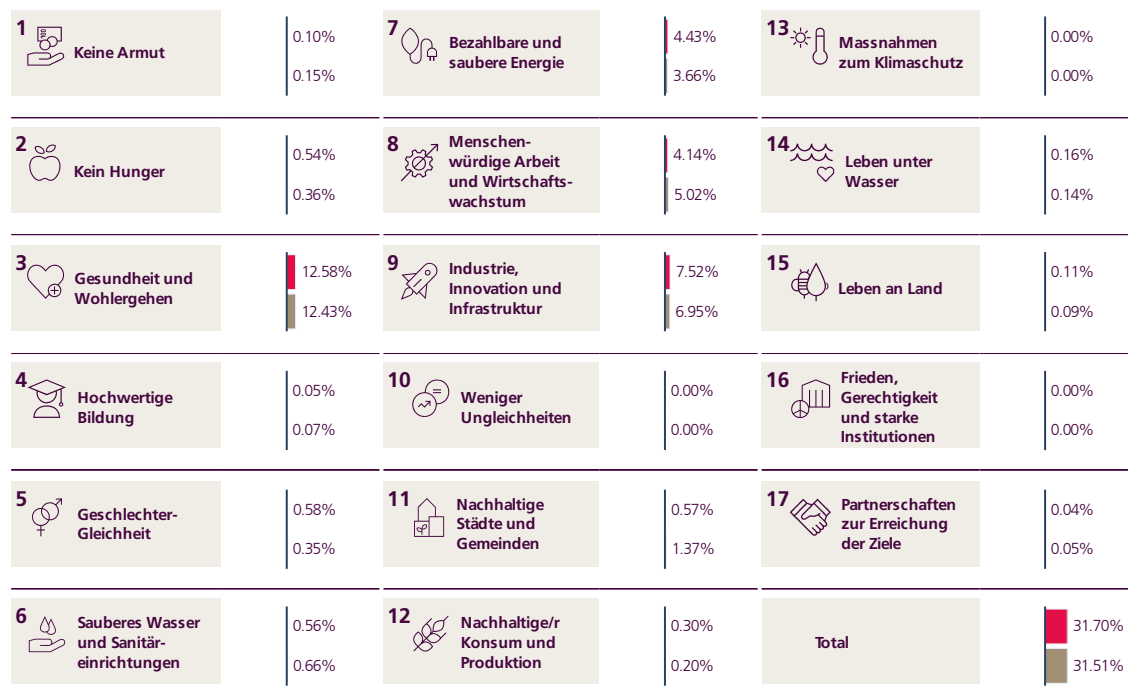 1
Keine Armut
0.10%
0.15%
2
Kein Hunger
0.54%
0.36%
3
Gesundheit und
Wohlergehen
12.58%
12.43%
4
Hochwertige
Bildung
0.05%
0.07%
5
Geschlechter-
Gleichheit
0.58%
0.35%
6
Sauberes Wasser
und Sanitär-
einrichtungen
0.56%
0.66%
7
Bezahlbare und
saubere Energie
4.43%
3.66%
8
Menschen-
würdige Arbeit
und Wirtschafts-
wachstum
4.14%
5.02%
9
Industrie,
Innovation und
Infrastruktur
7.52%
6.95%
10
Weniger
Ungleichheiten
0.00%
0.00%
11
Nachhaltige
Städte und
Gemeinden
0.57%
1.37%
12
Nachhaltige/r
Konsum und
Produktion
0.30%
0.20%
13
Massnahmen
zum Klimaschutz
0.00%
0.00%
14
Leben unter
Wasser
0.16%
0.14%
15
Leben an Land
0.11%
0.09%
16
Frieden,
Gerechtigkeit
und starke
Institutionen
0.00%
0.00%
17
Partnerschaften
zur Erreichung
der Ziele
0.04%
0.05%
Total
31.70%
31.51%